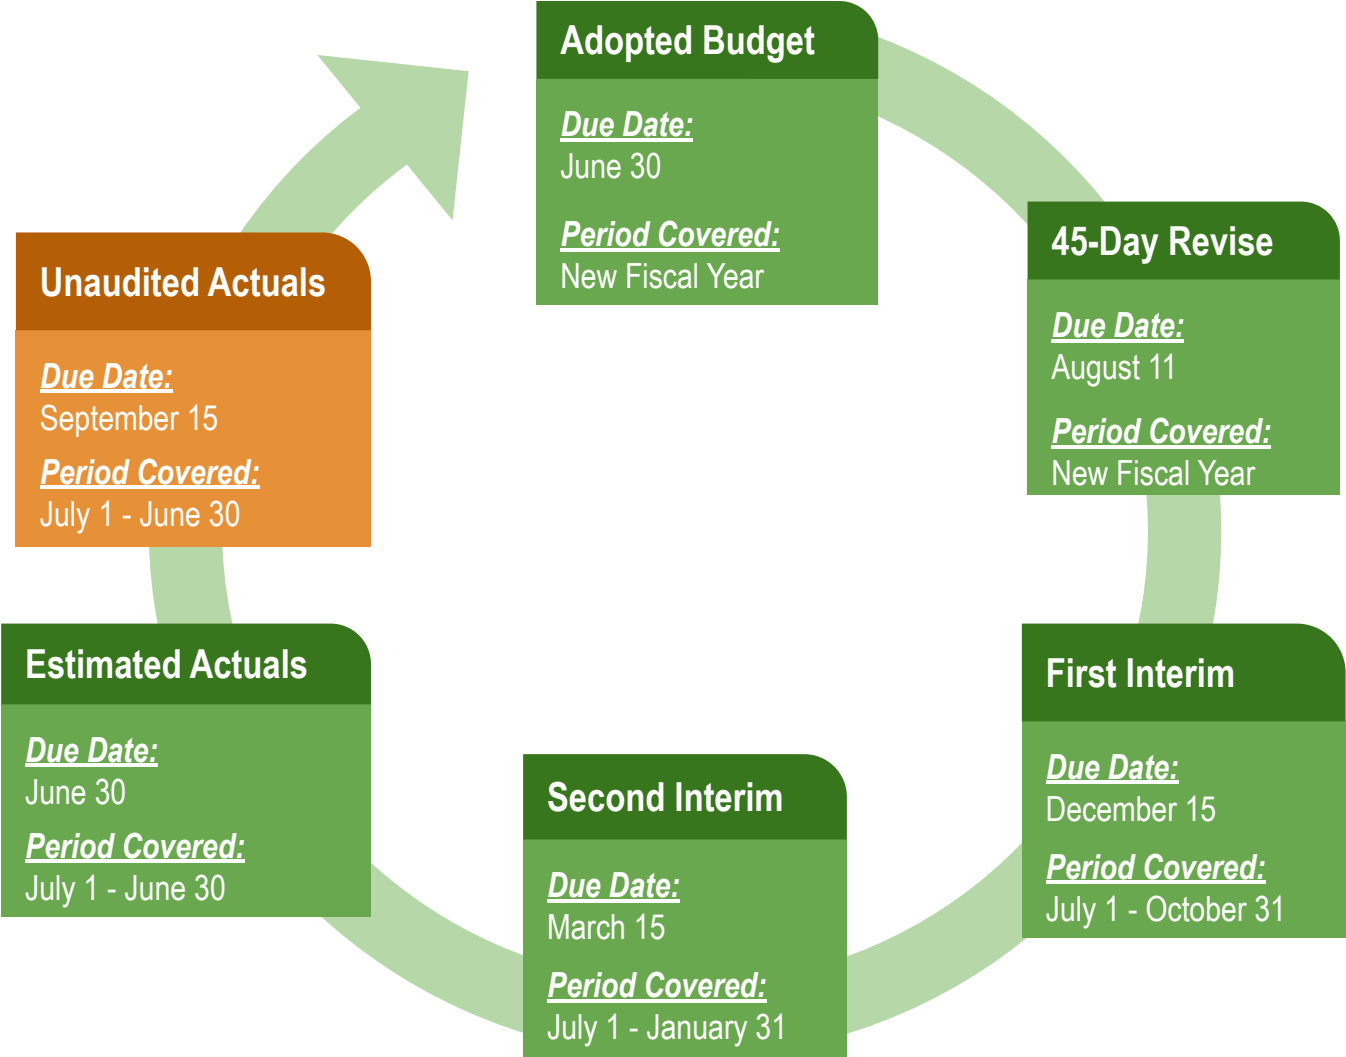 Adopted Budget
Due Date:
June 30
Period Covered:
New Fiscal Year
45-Day Revise
Due Date:
August 11
Period Covered:
New Fiscal Year
First Interim
Due Date:
December 15
Period Covered:
July 1 - October 31
Second Interim
Due Date:
March 15
Period Covered:
July 1 - January 31
Estimated Actuals
Due Date:
June 30
Period Covered:
July 1 - June 30
Unaudited Actuals
Due Date:
September 15
Period Covered:
July 1 - June 30